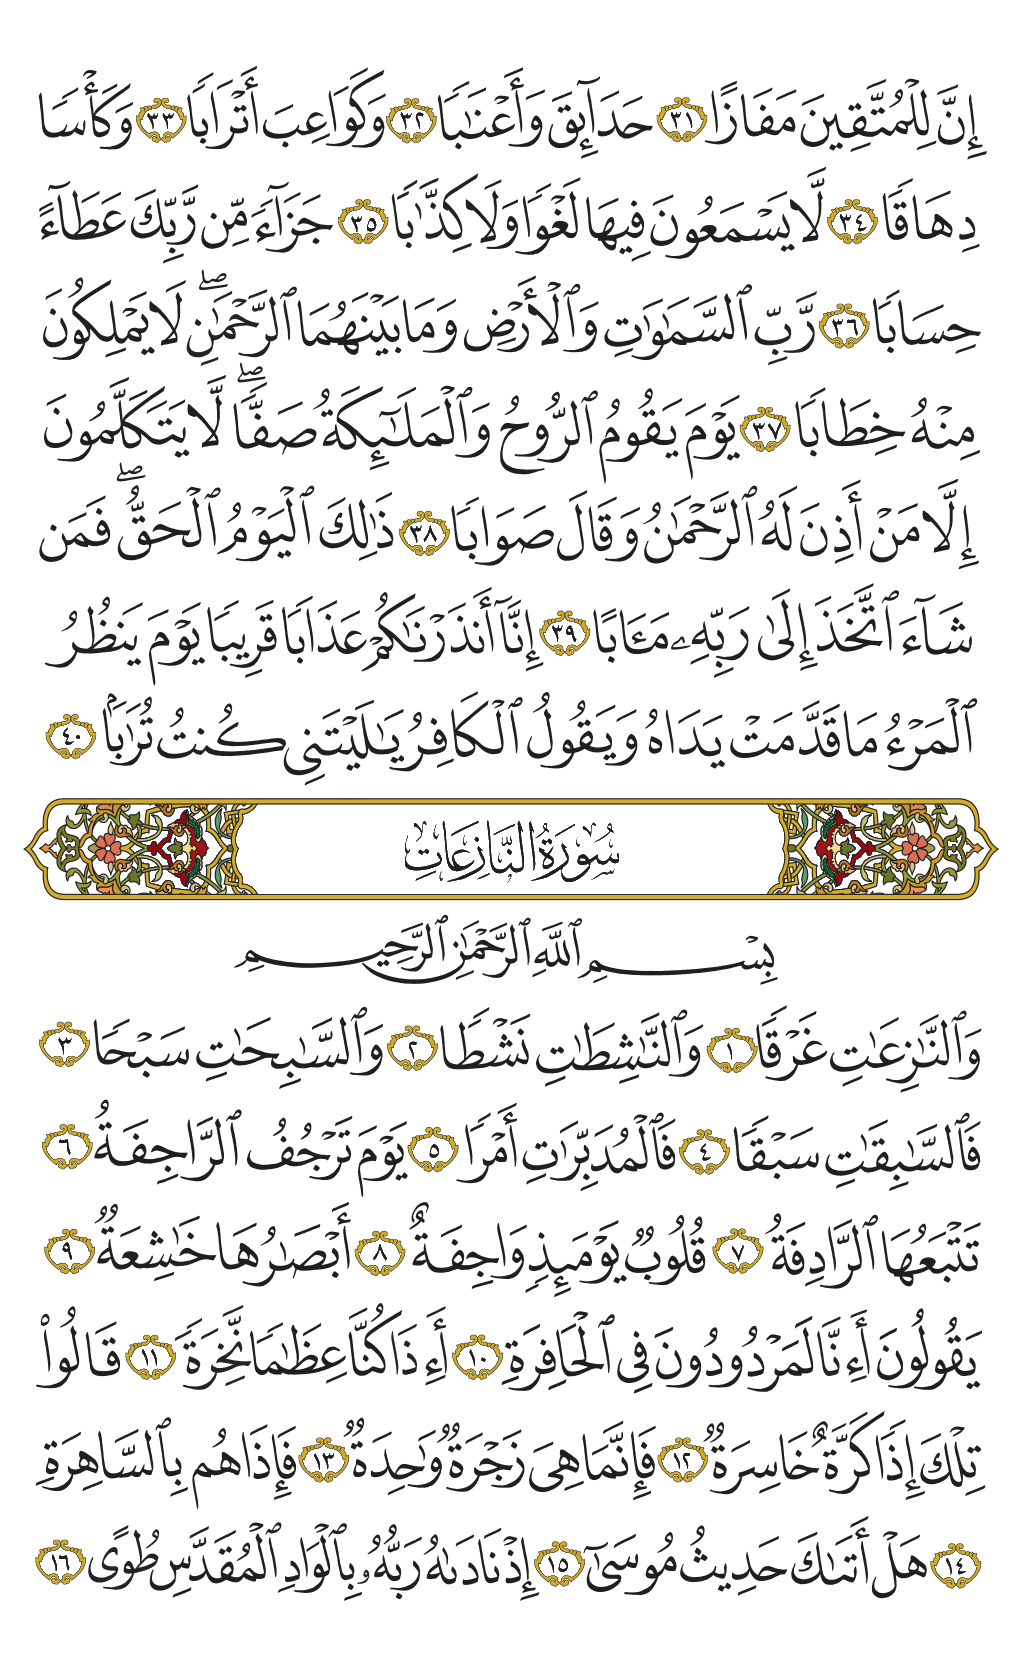 إِنَّ لِلْمُتَّقِينَ مَفَازًا ٣١ حَدَآئِقَ وَأَعْنَٰبٗا ٣٢ وَكَوَاعِبَ أَتْرَابٗا ٣٣ وَكَأْسٗا
دِهَاقٗا ٣٤ لَّا يَسْمَعُونَ فِيهَا لَغْوٗا وَلَا كِذَّٰبٗا ٣٥ جَزَآءٗ مِّن رَّبِّكَ عَطَآءً
حِسَابٗا ٣٦ رَّبِّ ٱلسَّمَٰوَٰتِ وَٱلْأَرْضِ وَمَا بَيْنَهُمَا ٱلرَّحْمَٰنِۖ لَا يَمْلِكُونَ
مِنْهُ خِطَابٗا ٣٧ يَوْمَ يَقُومُ ٱلرُّوحُ وَٱلْمَلَٰٓئِكَةُ صَفّٗاۖ لَّا يَتَكَلَّمُونَ
إِلَّا مَنْ أَذِنَ لَهُ ٱلرَّحْمَٰنُ وَقَالَ صَوَابٗا ٣٨ ذَٰلِكَ ٱلْيَوْمُ ٱلْحَقُّۖ فَمَن
شَآءَ ٱتَّخَذَ إِلَىٰ رَبِّهِۦ مَـَٔابًا ٣٩ إِنَّآ أَنذَرْنَٰكُمْ عَذَابٗا قَرِيبٗا يَوْمَ يَنظُرُ
ٱلْمَرْءُ مَا قَدَّمَتْ يَدَاهُ وَيَقُولُ ٱلْكَافِرُ يَٰلَيْتَنِى كُنتُ تُرَٰبَۢا ٤٠
سُورَةُ النَّازِعَاتِ
بِسْمِ ٱللَّهِ ٱلرَّحْمَٰنِ ٱلرَّحِيمِ
وَٱلنَّٰزِعَٰتِ غَرْقٗا ١ وَٱلنَّٰشِطَٰتِ نَشْطٗا ٢ وَٱلسَّٰبِحَٰتِ سَبْحٗا ٣
فَٱلسَّٰبِقَٰتِ سَبْقٗا ٤ فَٱلْمُدَبِّرَٰتِ أَمْرٗا ٥ يَوْمَ تَرْجُفُ ٱلرَّاجِفَةُ ٦
تَتْبَعُهَا ٱلرَّادِفَةُ ٧ قُلُوبٞ يَوْمَئِذٖ وَاجِفَةٌ ٨ أَبْصَٰرُهَا خَٰشِعَةٞ ٩
يَقُولُونَ أَءِنَّا لَمَرْدُودُونَ فِى ٱلْحَافِرَةِ ١٠ أَءِذَا كُنَّا عِظَٰمٗا نَّخِرَةٗ ١١ قَالُوا۟
تِلْكَ إِذٗا كَرَّةٌ خَاسِرَةٞ ١٢ فَإِنَّمَا هِىَ زَجْرَةٞ وَٰحِدَةٞ ١٣ فَإِذَا هُم بِٱلسَّاهِرَةِ
١٤ هَلْ أَتَىٰكَ حَدِيثُ مُوسَىٰٓ ١٥ إِذْ نَادَىٰهُ رَبُّهُۥ بِٱلْوَادِ ٱلْمُقَدَّسِ طُوًى ١٦